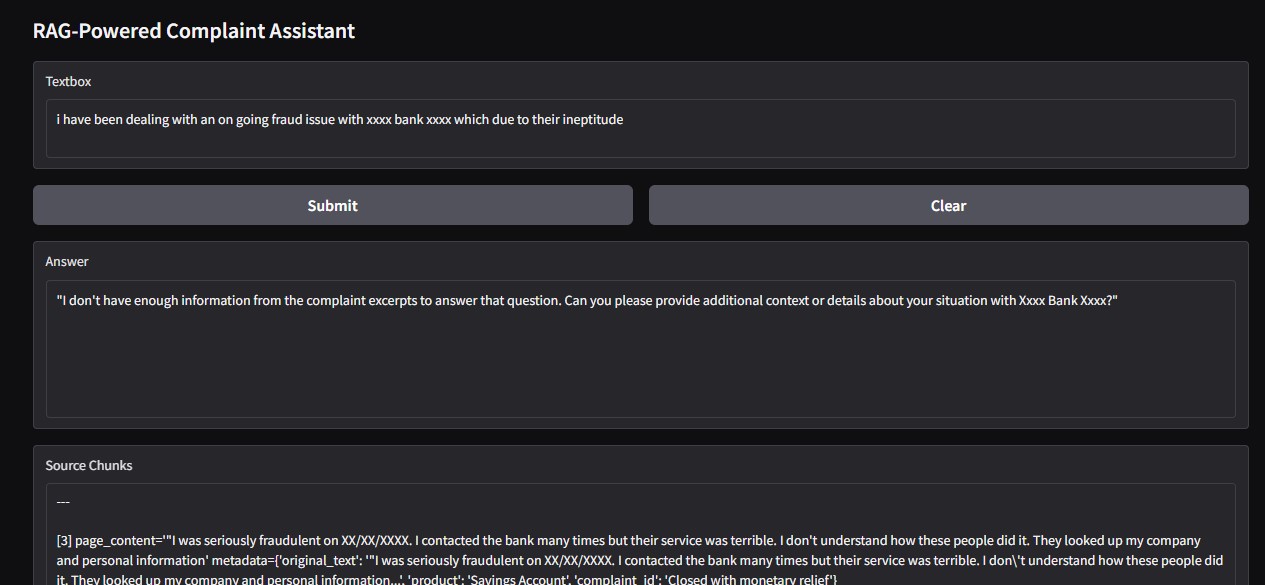 RAG-Powered Complaint Assistant
Textbox
i have been dealing with an on going fraud issue with xxxx bank xxxx which due to their ineptitude
Submit
Clear
Answer
"I don't have enough information from the complaint excerpts to answer that question. Can you please provide additional context or details about your situation with Xxxx Bank Xxxx?"
Source Chunks
---
[3] page_content='"I was seriously fraudulent on XX/XX/XXXX. I contacted the bank many times but their service was terrible. I don't understand how these people did it. They looked up my company
and personal information' metadata={'original_text': '"I was seriously fraudulent on XX/XX/XXXX. I contacted the bank many times but their service was terrible. I don\'t understand how these people did
it. They looked up my company and personal information...', 'product': 'Savings Account', 'complaint_id': 'Closed with monetary relief'}